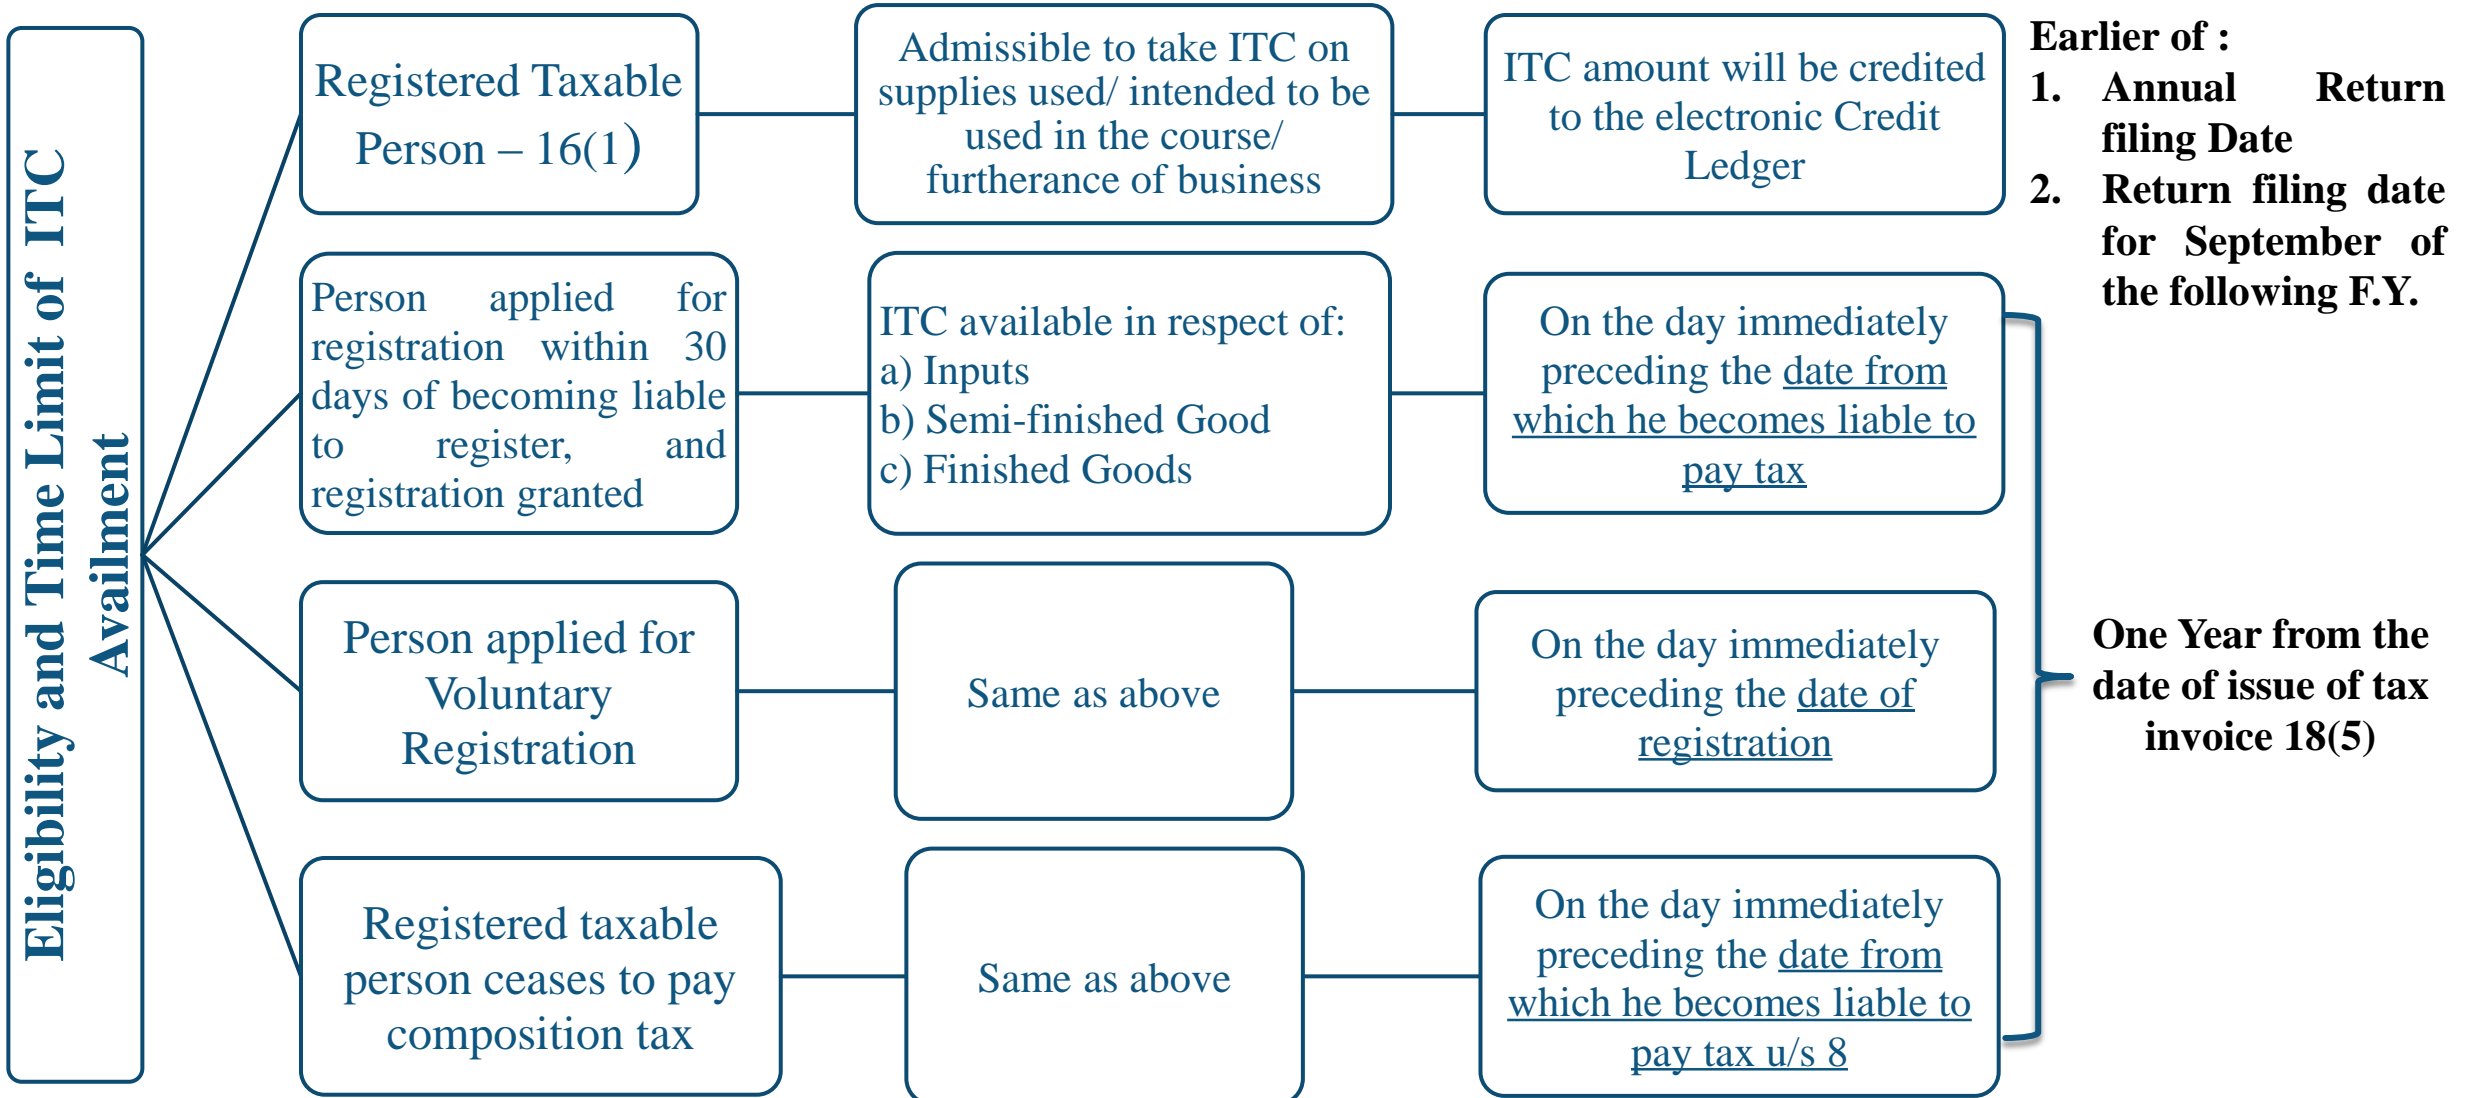 Eligibility and Time Limit of ITC
Availment
Registered Taxable
Person – 16(1)
Admissible to take ITC on
supplies used/ intended to be
used in the course/
furtherance of business
ITC amount will be credited
to the electronic Credit
Ledger
Earlier of :
1. Annual Return
filing Date
2. Return filing date
for September of
the following F.Y.
Person applied for
registration within 30
days of becoming liable
to register, and
registration granted
ITC available in respect of:
a) Inputs
b) Semi-finished Good
c) Finished Goods
On the day immediately
preceding the date from
which he becomes liable to
pay tax
Person applied for
Voluntary
Registration
Same as above
On the day immediately
preceding the date of
registration
One Year from the
date of issue of tax
invoice 18(5)
Registered taxable
person ceases to pay
composition tax
Same as above
On the day immediately
preceding the date from
which he becomes liable to
pay tax u/s 8